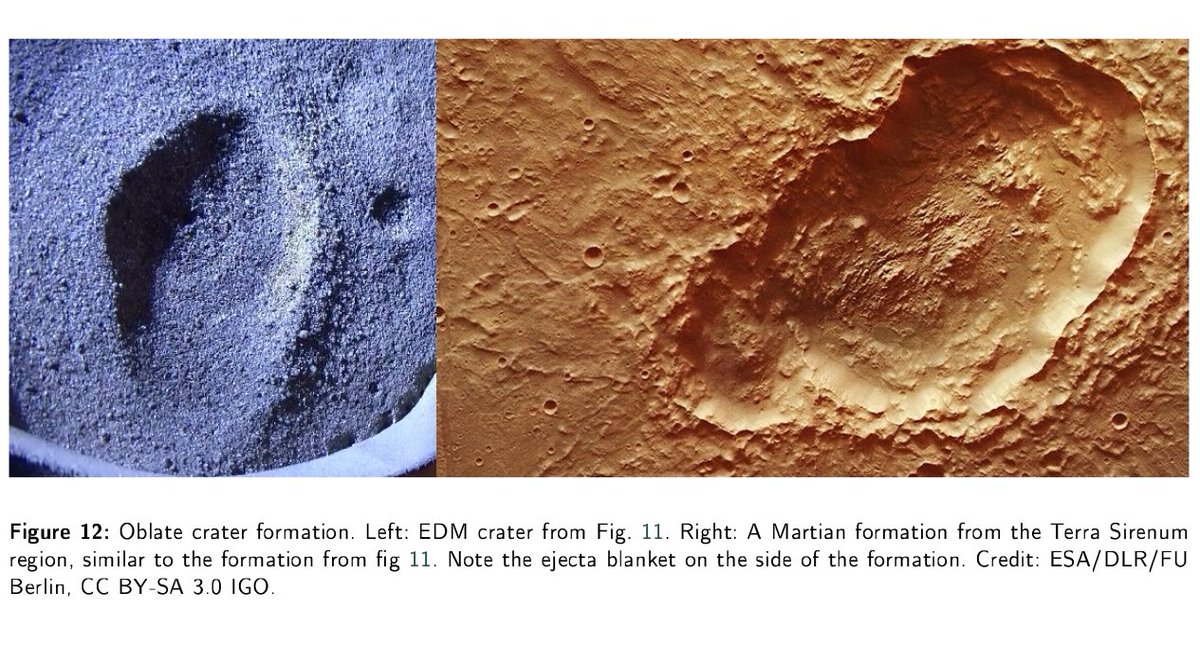 Figure 12: Oblate crater formation. Left: EDM crater from Fig. 11. Right: A Martian formation from the Terra Sirenum
region, similar to the formation from fig 11. Note the ejecta blanket on the side of the formation. Credit: ESA/DLR/FU
Berlin, CC BY-SA 3.0 IGO.